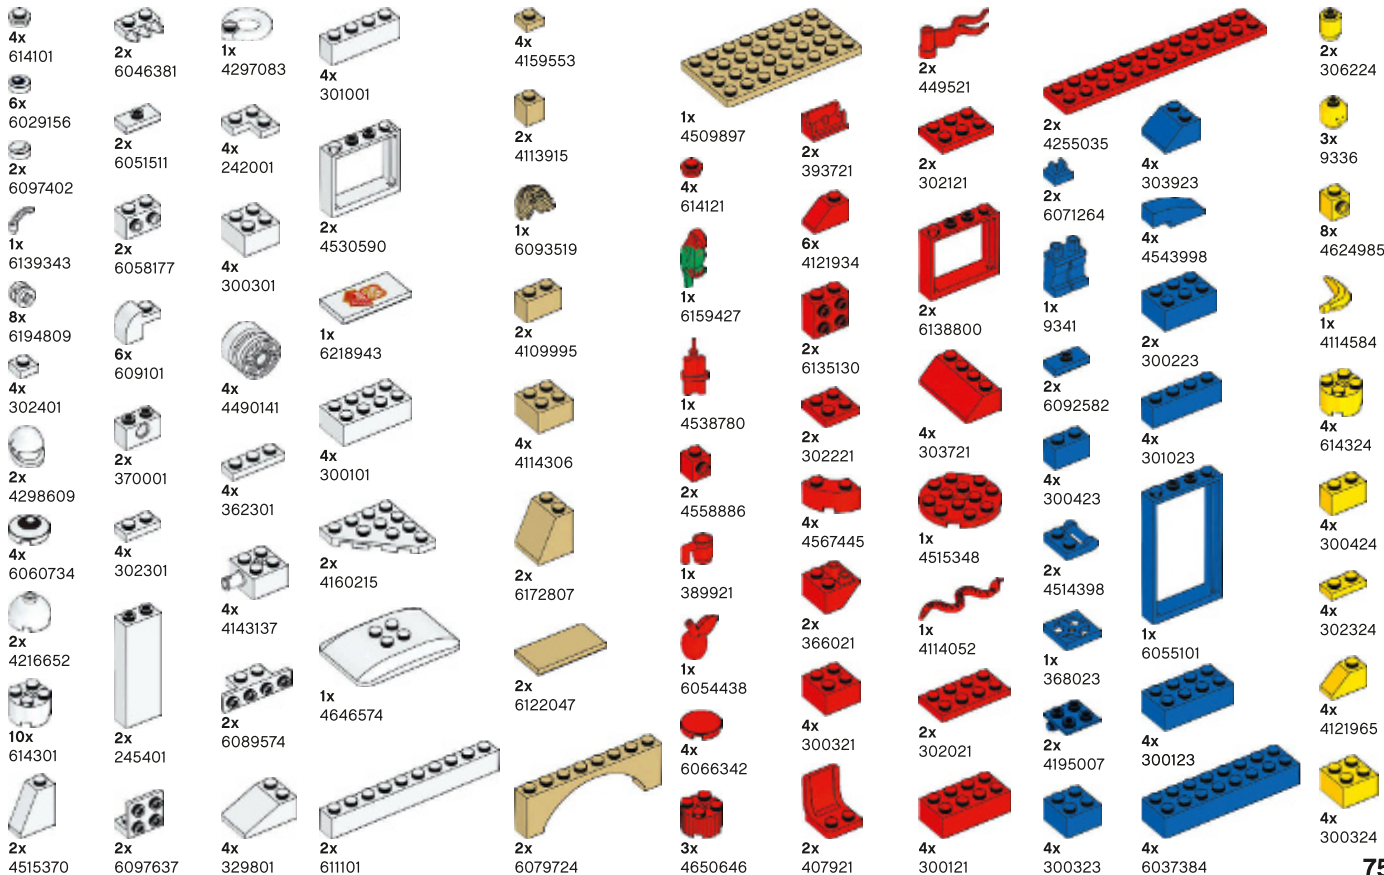 4x
614101
6x
6029156
2x
6097402
1x
6139343
8x
6194809
4x
302401
2x
4298609
4x
6060734
2x
4216652
10x
614301
2x
4515370
2x
6046381
2x
6051511
2x
6058177
6x
609101
2x
370001
4x
302301
2x
245401
2x
6097637
1x
4297083
4x
242001
4x
300301
4x
4490141
4x
362301
4x
4143137
2x
6089574
4x
329801
4x
301001
2x
4530590
1x
6218943
4x
300101
2x
4160215
1x
4646574
2x
611101
4x
4159553
2x
4113915
1x
6093519
2x
4109995
4x
4114306
2x
6172807
2x
6122047
2x
6079724
1x
4509897
4x
614121
1x
6159427
1x
4538780
2x
4558886
1x
389921
1x
6054438
4x
6066342
3x
4650646
2x
393721
6x
4121934
2x
6135130
2x
302221
4x
4567445
2x
366021
4x
300321
2x
407921
2x
449521
2x
302121
2x
6138800
4x
303721
1x
4515348
1x
4114052
2x
302021
4x
300121
2x
4255035
2x
6071264
1x
9341
2x
6092582
4x
300423
2x
4514398
1x
368023
2x
4195007
4x
300323
4x
303923
4x
4543998
2x
300223
4x
301023
1x
6055101
4x
300123
4x
6037384
2x
306224
3x
9336
8x
4624985
1x
4114584
4x
614324
4x
300424
4x
302324
4x
4121965
4x
300324
75